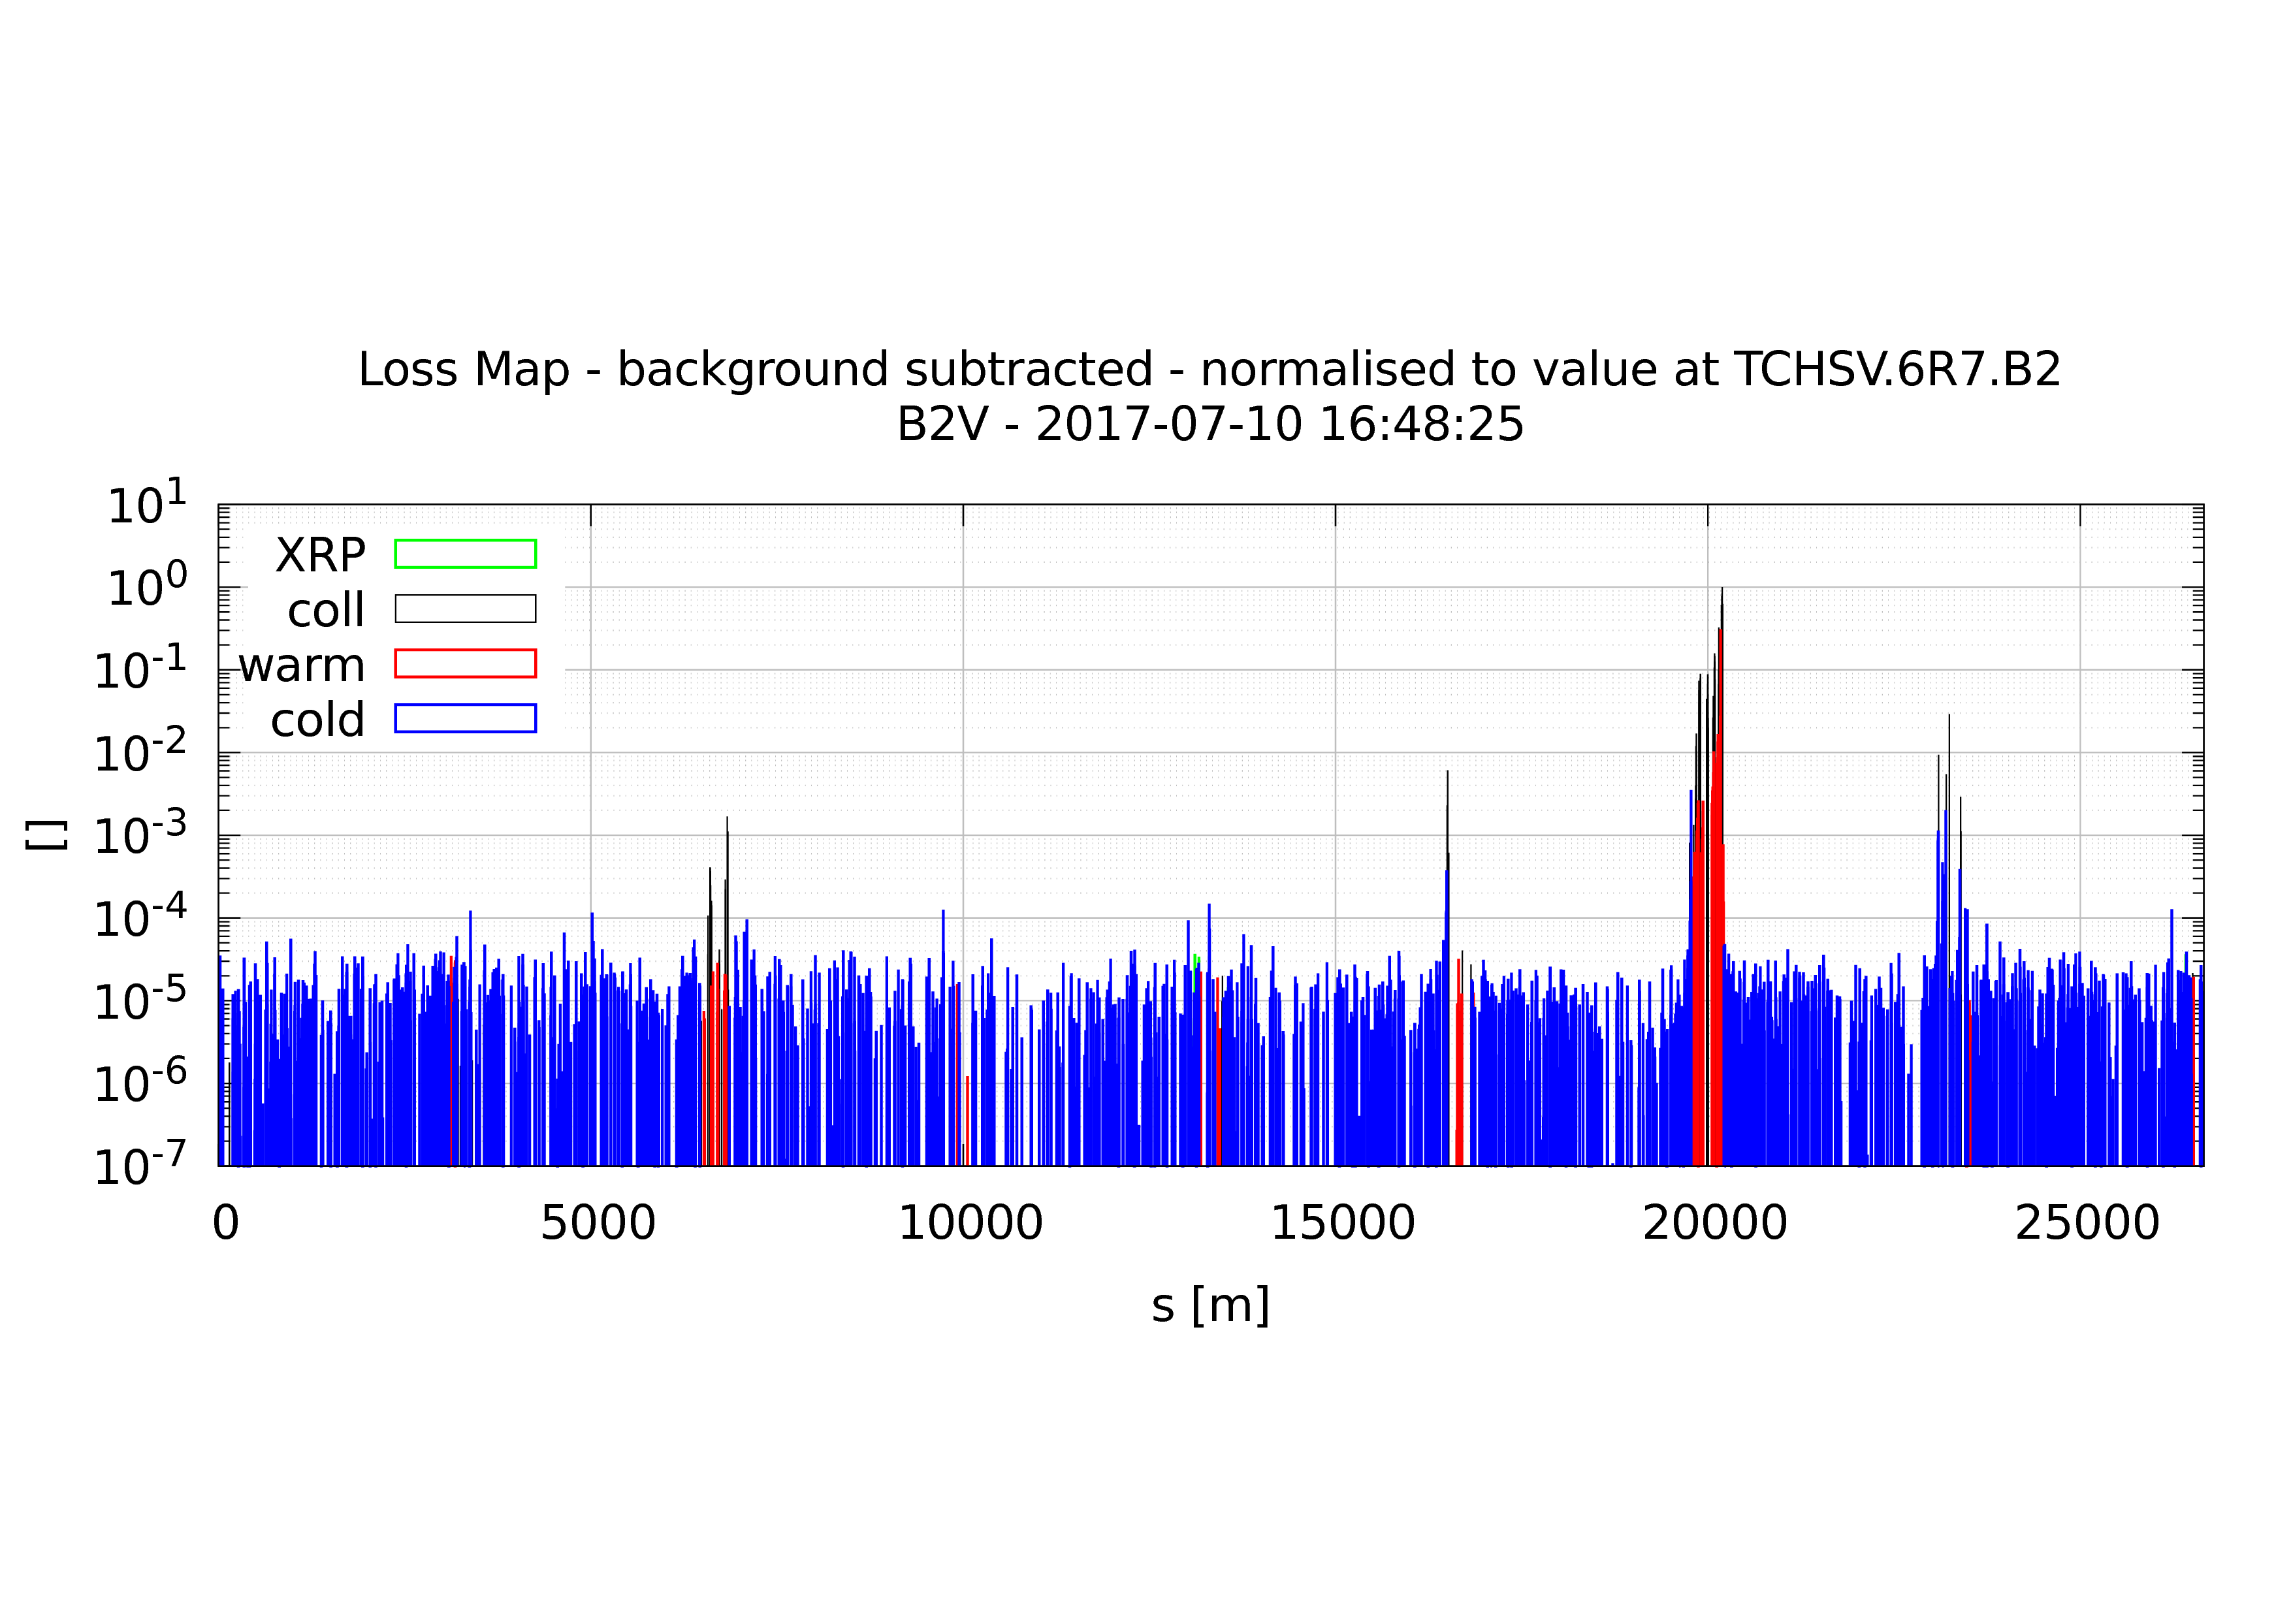 Loss Map - background subtracted - normalised to value at TCHSV.6R7.B2
B2V - 2017-07-10 16:48:25
10^1
10^0
10^-1
10^-2
10^-3
10^-4
10^-5
10^-6
10^-7
[]
XRP
coll
warm
cold
0 5000 10000 15000 20000 25000
s [m]